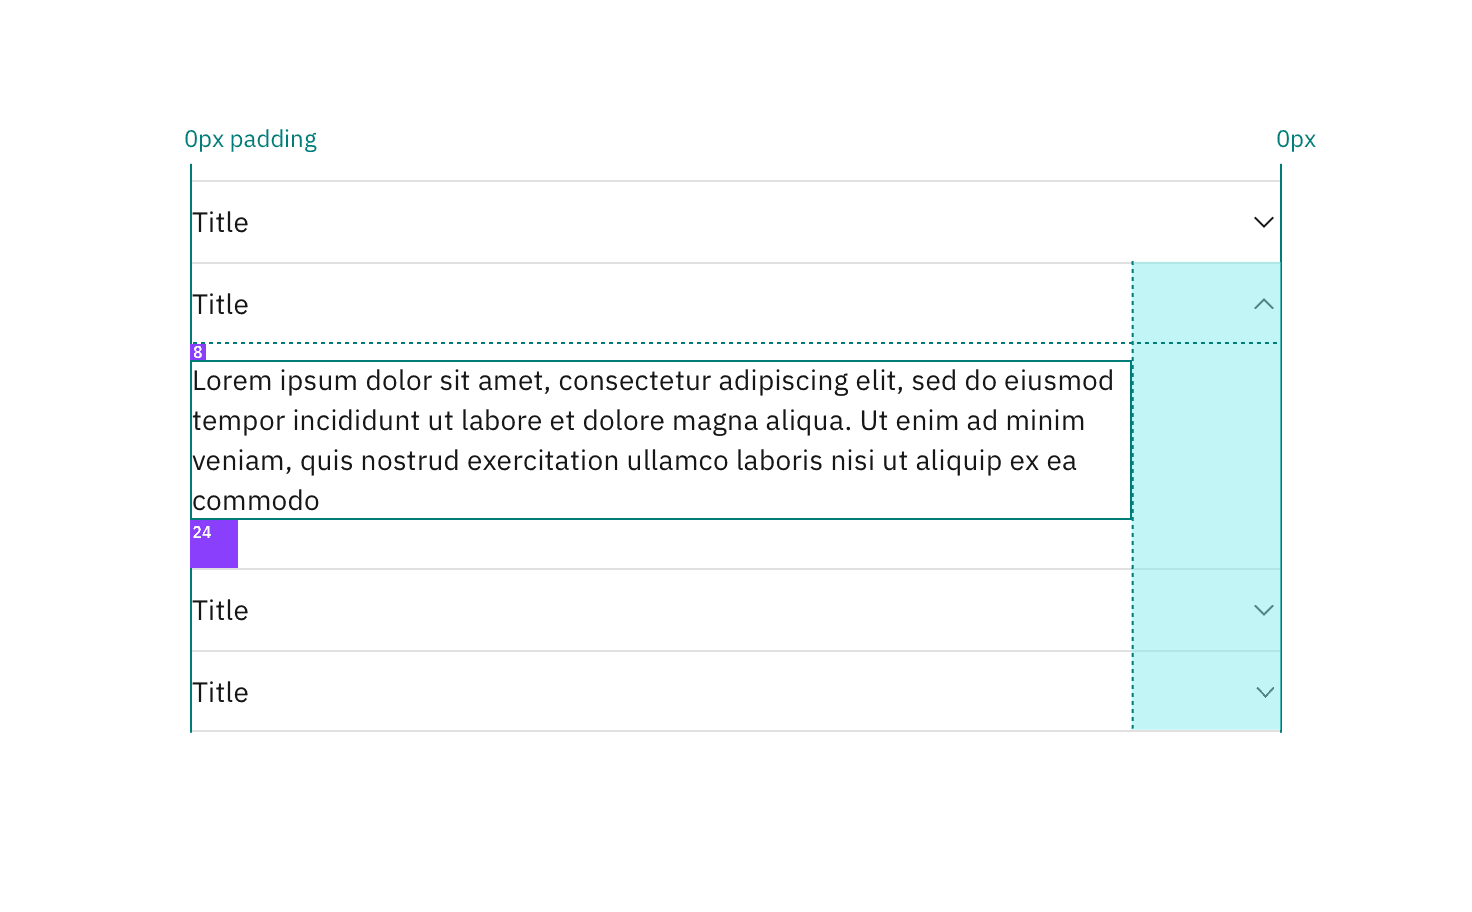 0px padding
0px
Title
Title
8
Lorem ipsum dolor sit amet, consectetur adipiscing elit, sed do eiusmod
tempor incididunt ut labore et dolore magna aliqua. Ut enim ad minim
veniam, quis nostrud exercitation ullamco laboris nisi ut aliquip ex ea
commodo
24
Title
Title